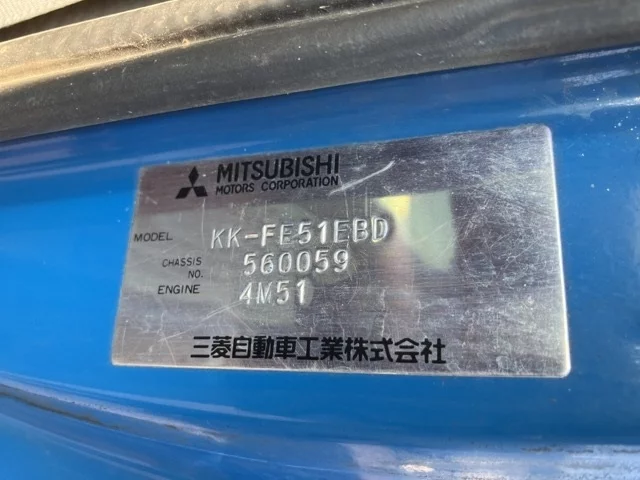 MITSUBISHI
MOTORS CORPORATION
MODEL KK-FE51EBD
CHASSIS NO. 560059
ENGINE 4M51
三菱自動車工業株式会社